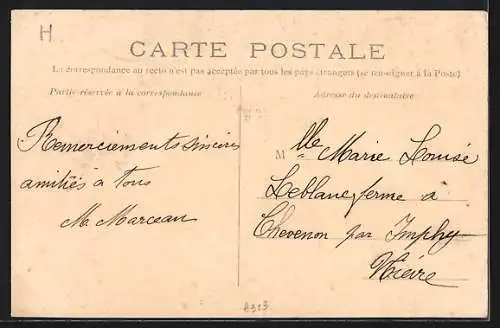 H
CARTE POSTALE
La correspondance au recto n'est pas acceptée par tous les pays étrangers (se renseigner à la Poste)
Partie réservée à la correspondance
Adresse du destinataire
Remerciements sincères
amitiés a tous
M. Marceau
Mlle Marie Louise
Leblanc, ferme a
Chevenon par Imphy
Nièvre
8313